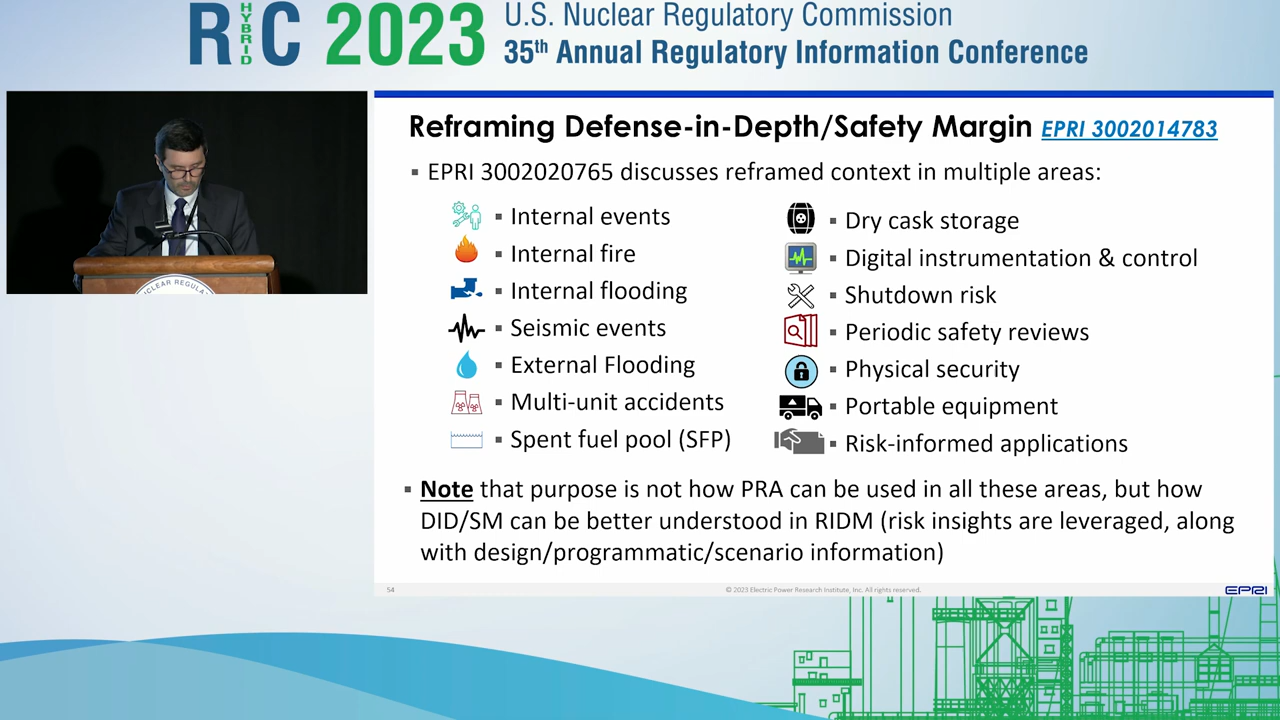 RIC 2023
HYBRID
U.S. Nuclear Regulatory Commission
35th Annual Regulatory Information Conference
NUCLEAR REGULAT
Reframing Defense-in-Depth/Safety Margin EPRI 3002014783
▪ EPRI 3002020765 discusses reframed context in multiple areas:
▪ Internal events
▪ Internal fire
▪ Internal flooding
▪ Seismic events
▪ External Flooding
▪ Multi-unit accidents
▪ Spent fuel pool (SFP)
▪ Dry cask storage
▪ Digital instrumentation & control
▪ Shutdown risk
▪ Periodic safety reviews
▪ Physical security
▪ Portable equipment
▪ Risk-informed applications
▪ Note that purpose is not how PRA can be used in all these areas, but how
DID/SM can be better understood in RIDM (risk insights are leveraged, along
with design/programmatic/scenario information)
54
© 2023 Electric Power Research Institute, Inc. All rights reserved.
EPRI